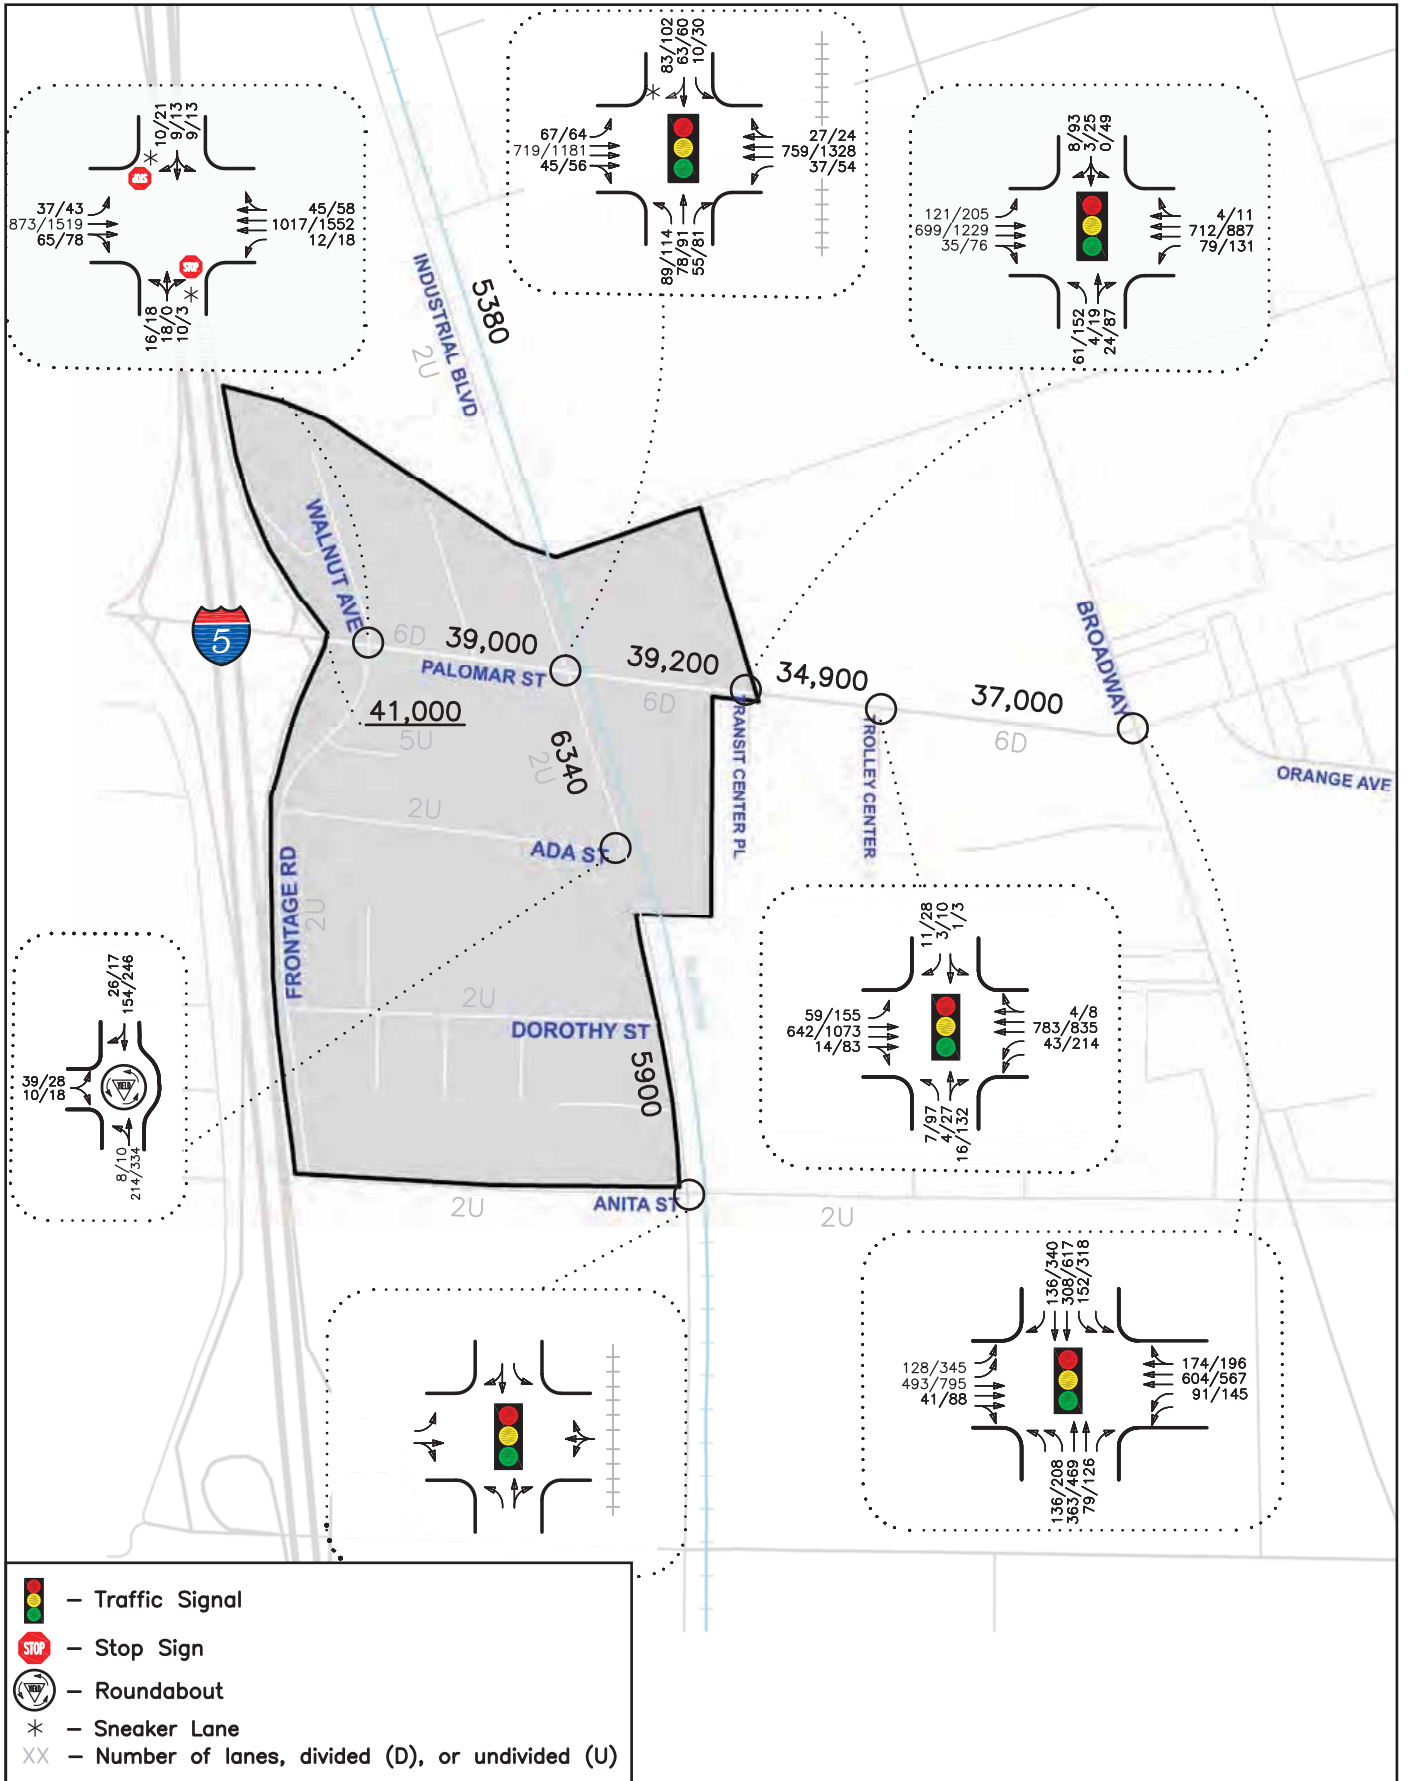 83/102
63/60
10/30
67/64
719/1181
45/56
27/24
759/1328
37/54
89/114
78/91
55/81
10/21
9/13
9/13
STOP
37/43
873/1519
65/78
45/58
1017/1552
12/18
STOP
16/18
18/0
10/3
8/93
3/25
0/49
121/205
699/1229
35/76
4/11
712/887
79/131
61/152
4/19
24/87
INDUSTRIAL BLVD
5380
2U
WALNUT AVE
5
6D
39,000
PALOMAR ST
39,200
6D
34,900
37,000
6D
BROADWAY
41,000
5U
6340
2U
TRANSIT CENTER PL
TROLLEY CENTER
ORANGE AVE
2U
ADA ST
FRONTAGE RD
2U
2U
DOROTHY ST
5900
ANITA ST
2U
2U
26/17
154/246
39/28
10/18
YIELD
8/10
214/334
11/28
3/10
1/3
59/155
642/1073
14/83
4/8
783/835
43/214
7/97
4/27
16/132
136/340
308/617
152/318
128/345
493/795
41/88
174/196
604/567
91/145
136/208
363/469
79/126
– Traffic Signal
STOP – Stop Sign
YIELD – Roundabout
* – Sneaker Lane
XX – Number of lanes, divided (D), or undivided (U)